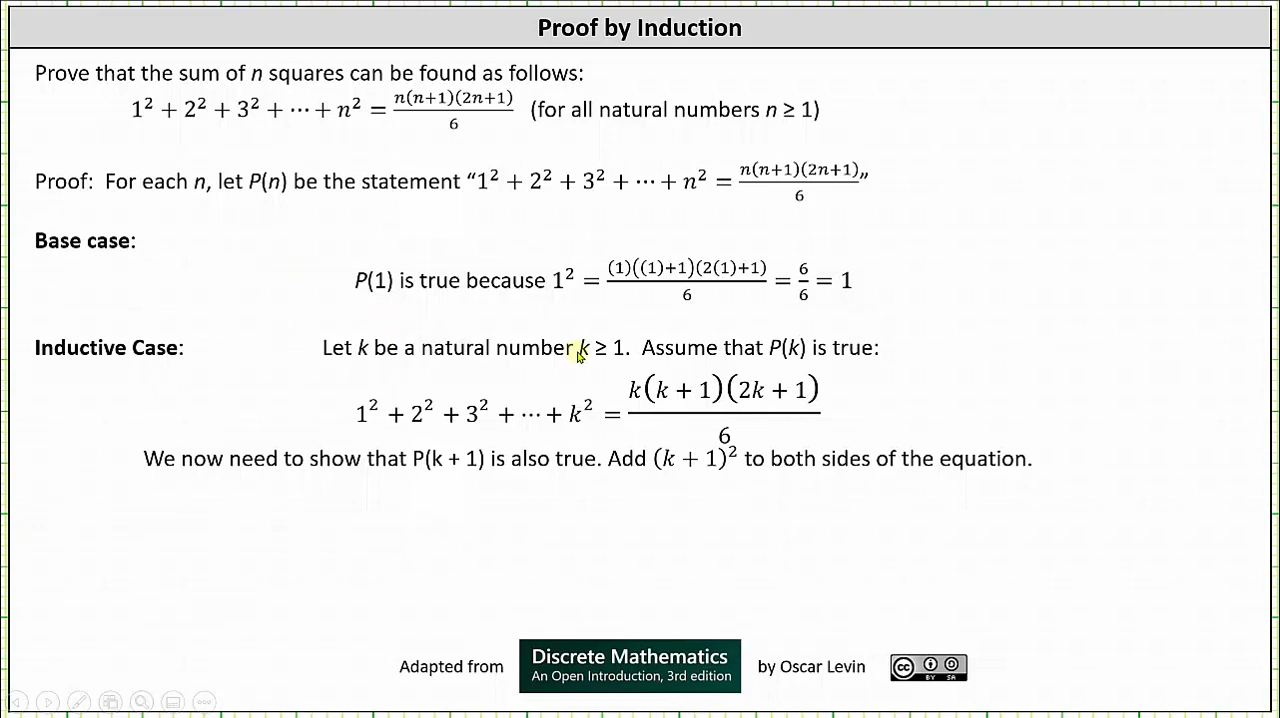 Proof by Induction
Prove that the sum of n squares can be found as follows:
1² + 2² + 3² + ⋯ + n² = n(n+1)(2n+1)/6 (for all natural numbers n ≥ 1)
Proof: For each n, let P(n) be the statement “1² + 2² + 3² + ⋯ + n² = n(n+1)(2n+1)/6”
Base case:
P(1) is true because 1² = (1)((1)+1)(2(1)+1)/6 = 6/6 = 1
Inductive Case: Let k be a natural number k ≥ 1. Assume that P(k) is true:
1² + 2² + 3² + ⋯ + k² = k(k + 1)(2k + 1)/6
We now need to show that P(k + 1) is also true. Add (k + 1)² to both sides of the equation.
Adapted from Discrete Mathematics by Oscar Levin
An Open Introduction, 3rd edition
cc BY SA